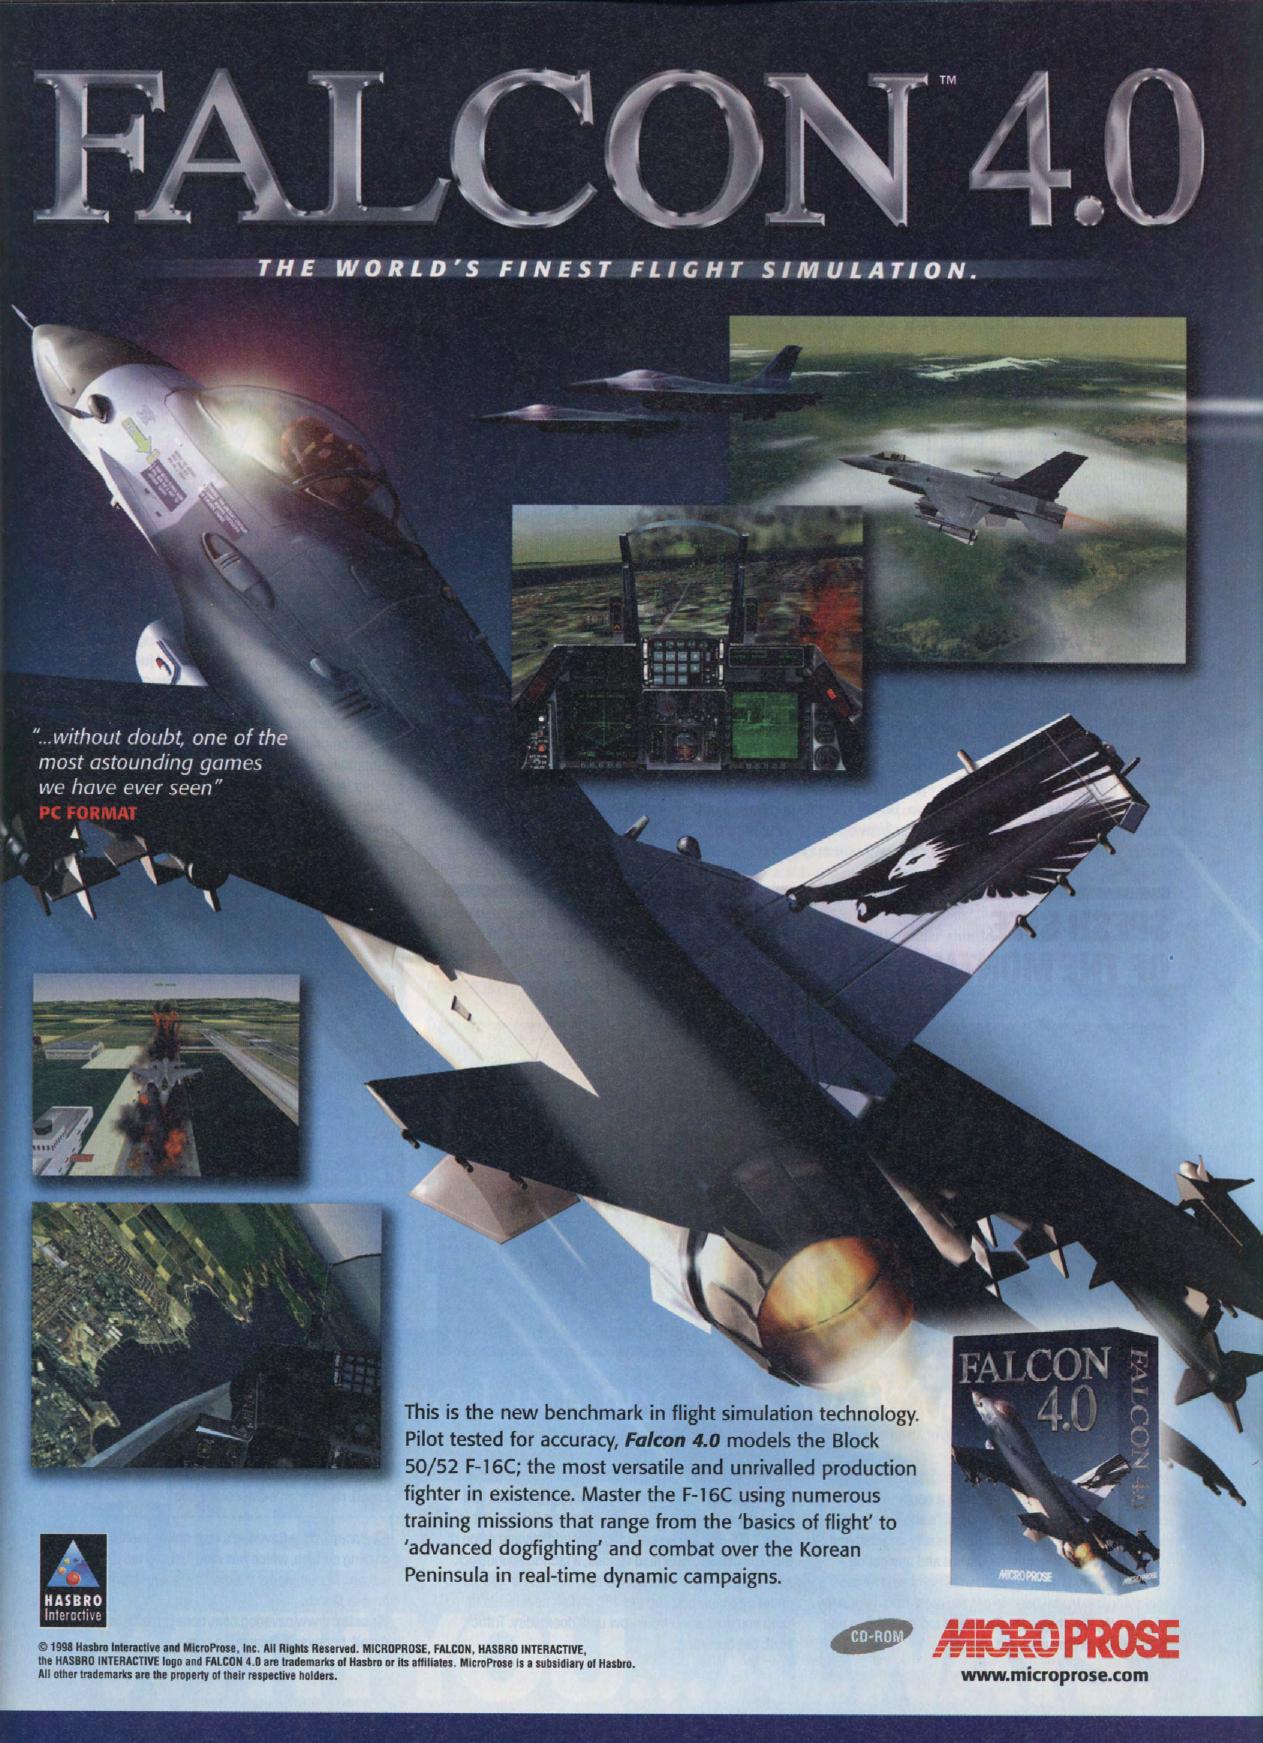 FALCON™ 4.0
THE WORLD'S FINEST FLIGHT SIMULATION.
"...without doubt, one of the
most astounding games
we have ever seen"
PC FORMAT
This is the new benchmark in flight simulation technology.
Pilot tested for accuracy, Falcon 4.0 models the Block
50/52 F-16C; the most versatile and unrivalled production
fighter in existence. Master the F-16C using numerous
training missions that range from the 'basics of flight' to
'advanced dogfighting' and combat over the Korean
Peninsula in real-time dynamic campaigns.
FALCON
4.0
FALCON 4.0
MICROPROSE
MICROPROSE
HASBRO
Interactive
© 1998 Hasbro Interactive and MicroProse, Inc. All Rights Reserved. MICROPROSE, FALCON, HASBRO INTERACTIVE,
the HASBRO INTERACTIVE logo and FALCON 4.0 are trademarks of Hasbro or its affiliates. MicroProse is a subsidiary of Hasbro.
All other trademarks are the property of their respective holders.
CD-ROM
MICROPROSE
www.microprose.com